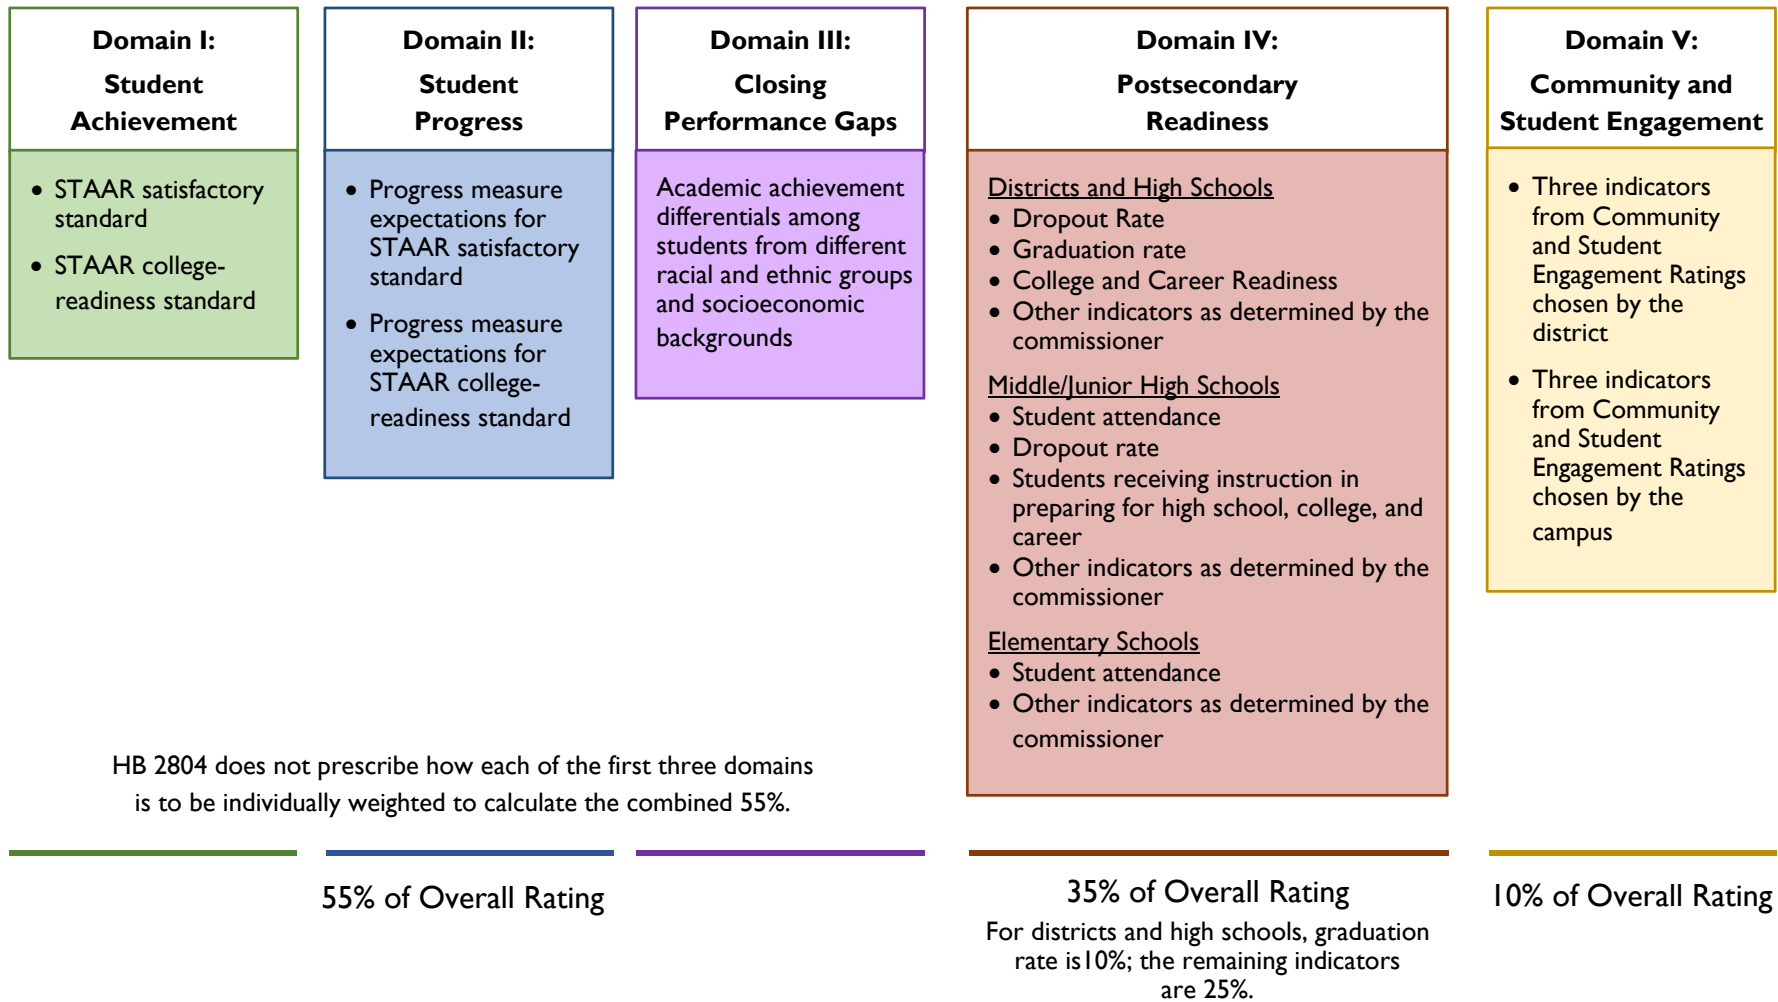 Domain I:
Student
Achievement
• STAAR satisfactory
standard
• STAAR college-
readiness standard
Domain II:
Student
Progress
• Progress measure
expectations for
STAAR satisfactory
standard
• Progress measure
expectations for
STAAR college-
readiness standard
Domain III:
Closing
Performance Gaps
Academic achievement
differentials among
students from different
racial and ethnic groups
and socioeconomic
backgrounds
Domain IV:
Postsecondary
Readiness
Districts and High Schools
• Dropout Rate
• Graduation rate
• College and Career Readiness
• Other indicators as determined by the
commissioner
Middle/Junior High Schools
• Student attendance
• Dropout rate
• Students receiving instruction in
preparing for high school, college, and
career
• Other indicators as determined by the
commissioner
Elementary Schools
• Student attendance
• Other indicators as determined by the
commissioner
Domain V:
Community and
Student Engagement
• Three indicators
from Community
and Student
Engagement Ratings
chosen by the
district
• Three indicators
from Community
and Student
Engagement Ratings
chosen by the
campus
HB 2804 does not prescribe how each of the first three domains
is to be individually weighted to calculate the combined 55%.
55% of Overall Rating
35% of Overall Rating
For districts and high schools, graduation
rate is10%; the remaining indicators
are 25%.
10% of Overall Rating